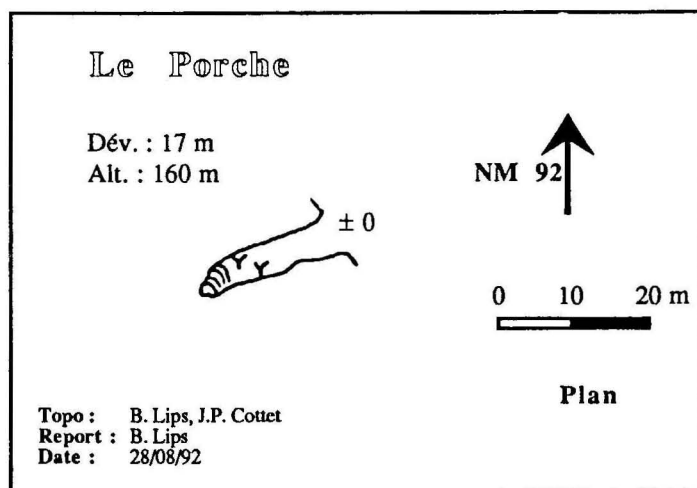 Le Porche
Dév. : 17 m
Alt. : 160 m
NM 92
± 0
0 10 20 m
Plan
Topo : B. Lips, J.P. Cottet
Report : B. Lips
Date : 28/08/92